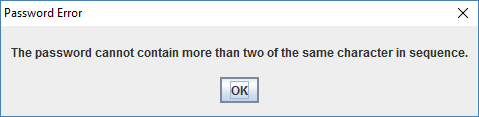 Password Error
The password cannot contain more than two of the same character in sequence.
OK